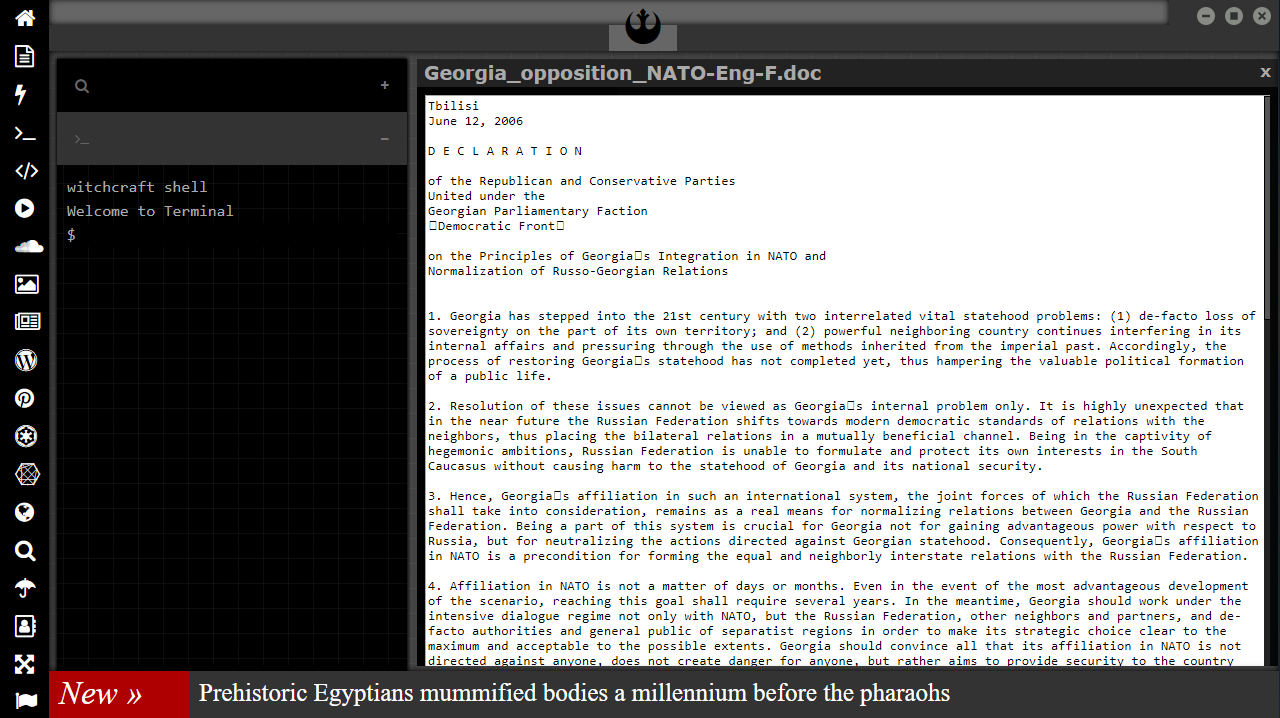 Georgia_opposition_NATO-Eng-F.doc
x
+
>_
−
witchcraft shell
Welcome to Terminal
$
Tbilisi
June 12, 2006
D E C L A R A T I O N
of the Republican and Conservative Parties
United under the
Georgian Parliamentary Faction
□Democratic Front□
on the Principles of Georgia□s Integration in NATO and
Normalization of Russo-Georgian Relations
1. Georgia has stepped into the 21st century with two interrelated vital statehood problems: (1) de-facto loss of
sovereignty on the part of its own territory; and (2) powerful neighboring country continues interfering in its
internal affairs and pressuring through the use of methods inherited from the imperial past. Accordingly, the
process of restoring Georgia□s statehood has not completed yet, thus hampering the valuable political formation
of a public life.
2. Resolution of these issues cannot be viewed as Georgia□s internal problem only. It is highly unexpected that
in the near future the Russian Federation shifts towards modern democratic standards of relations with the
neighbors, thus placing the bilateral relations in a mutually beneficial channel. Being in the captivity of
hegemonic ambitions, Russian Federation is unable to formulate and protect its own interests in the South
Caucasus without causing harm to the statehood of Georgia and its national security.
3. Hence, Georgia□s affiliation in such an international system, the joint forces of which the Russian Federation
shall take into consideration, remains as a real means for normalizing relations between Georgia and the Russian
Federation. Being a part of this system is crucial for Georgia not for gaining advantageous power with respect to
Russia, but for neutralizing the actions directed against Georgian statehood. Consequently, Georgia□s affiliation
in NATO is a precondition for forming the equal and neighborly interstate relations with the Russian Federation.
4. Affiliation in NATO is not a matter of days or months. Even in the event of the most advantageous development
of the scenario, reaching this goal shall require several years. In the meantime, Georgia should work under the
intensive dialogue regime not only with NATO, but the Russian Federation, other neighbors and partners, and de-
facto authorities and general public of separatist regions in order to make its strategic choice clear to the
maximum and acceptable to the possible extents. Georgia should convince all that its affiliation in NATO is not
directed against anyone, does not create danger for anyone, but rather aims to provide security to the country
New »
Prehistoric Egyptians mummified bodies a millennium before the pharaohs